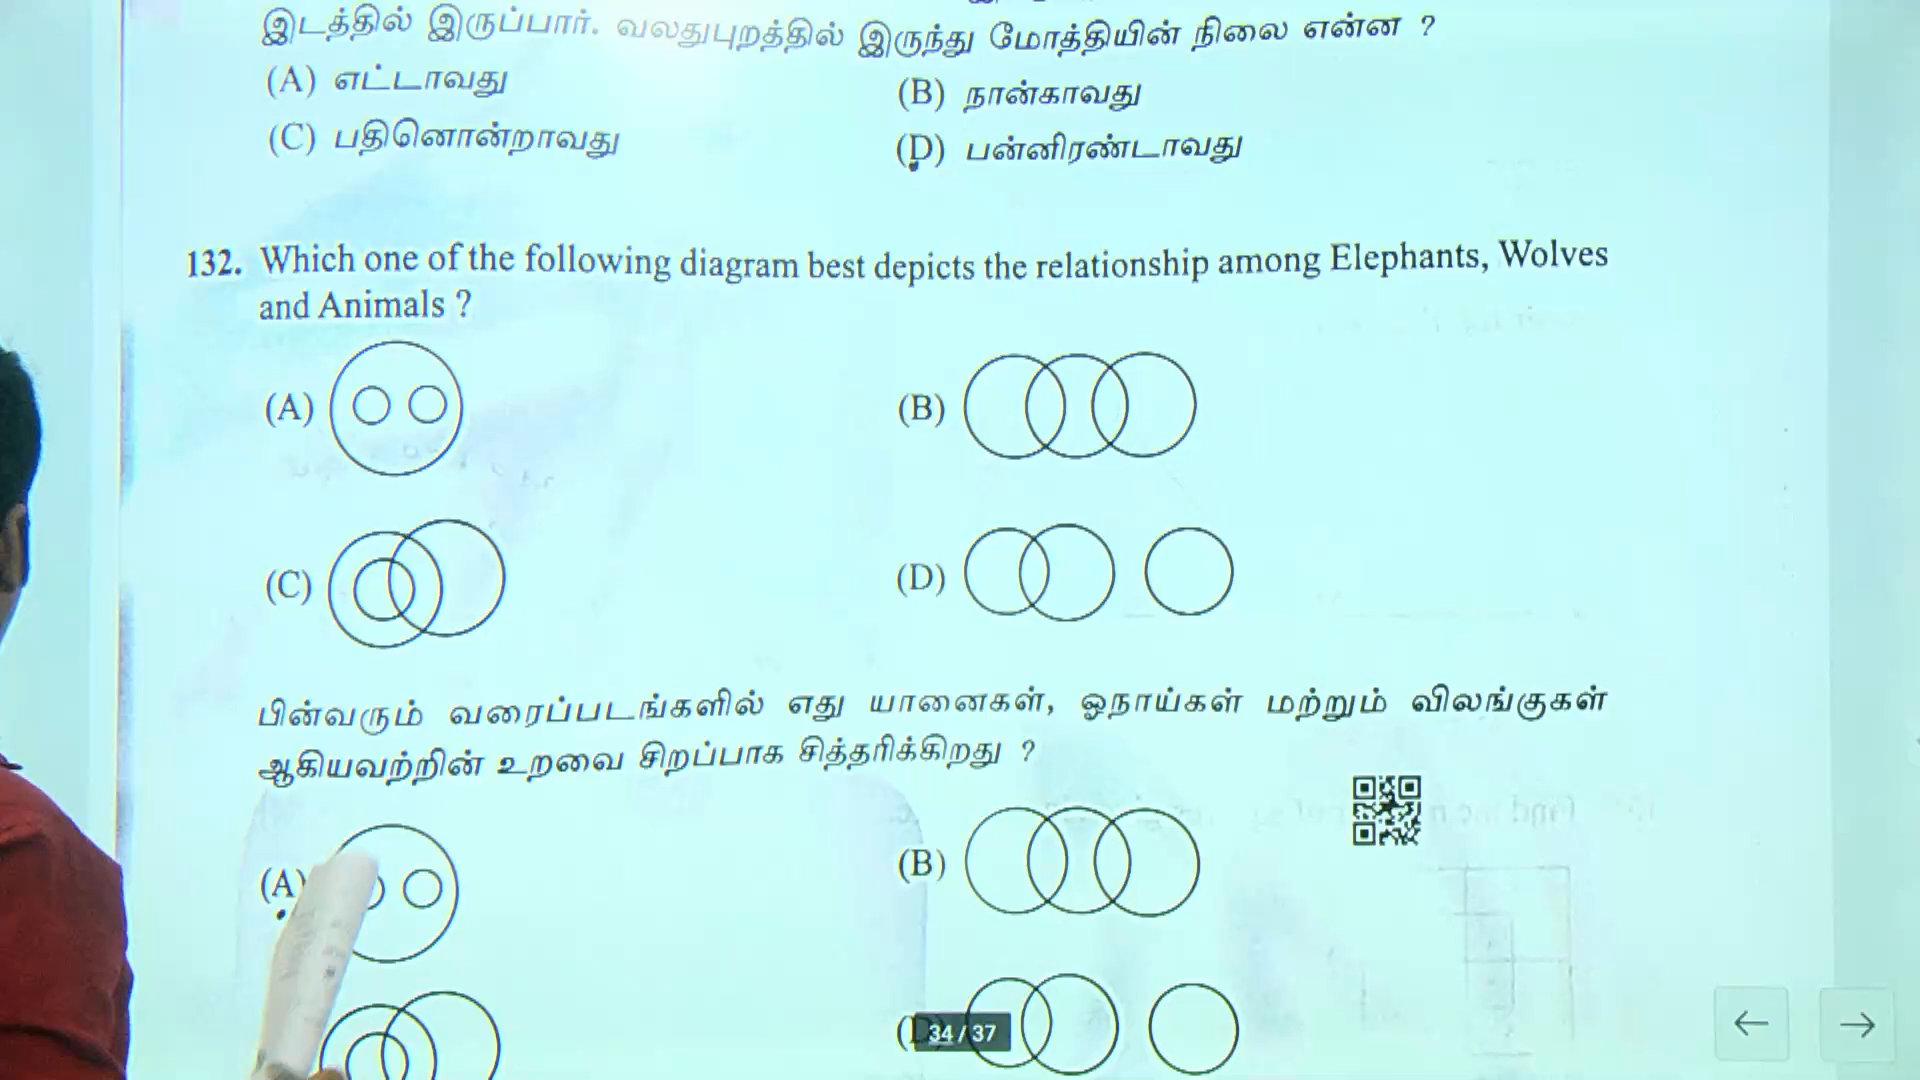 இடத்தில் இருப்பார். வலதுபுறத்தில் இருந்து மோத்தியின் நிலை என்ன ?
(A) எட்டாவது
(B) நான்காவது
(C) பதினொன்றாவது
(D) பன்னிரண்டாவது
132. Which one of the following diagram best depicts the relationship among Elephants, Wolves
and Animals ?
(A)
(B)
(C)
(D)
பின்வரும் வரைப்படங்களில் எது யானைகள், ஓநாய்கள் மற்றும் விலங்குகள்
ஆகியவற்றின் உறவை சிறப்பாக சித்தரிக்கிறது ?
(A)
(B)
34 / 37